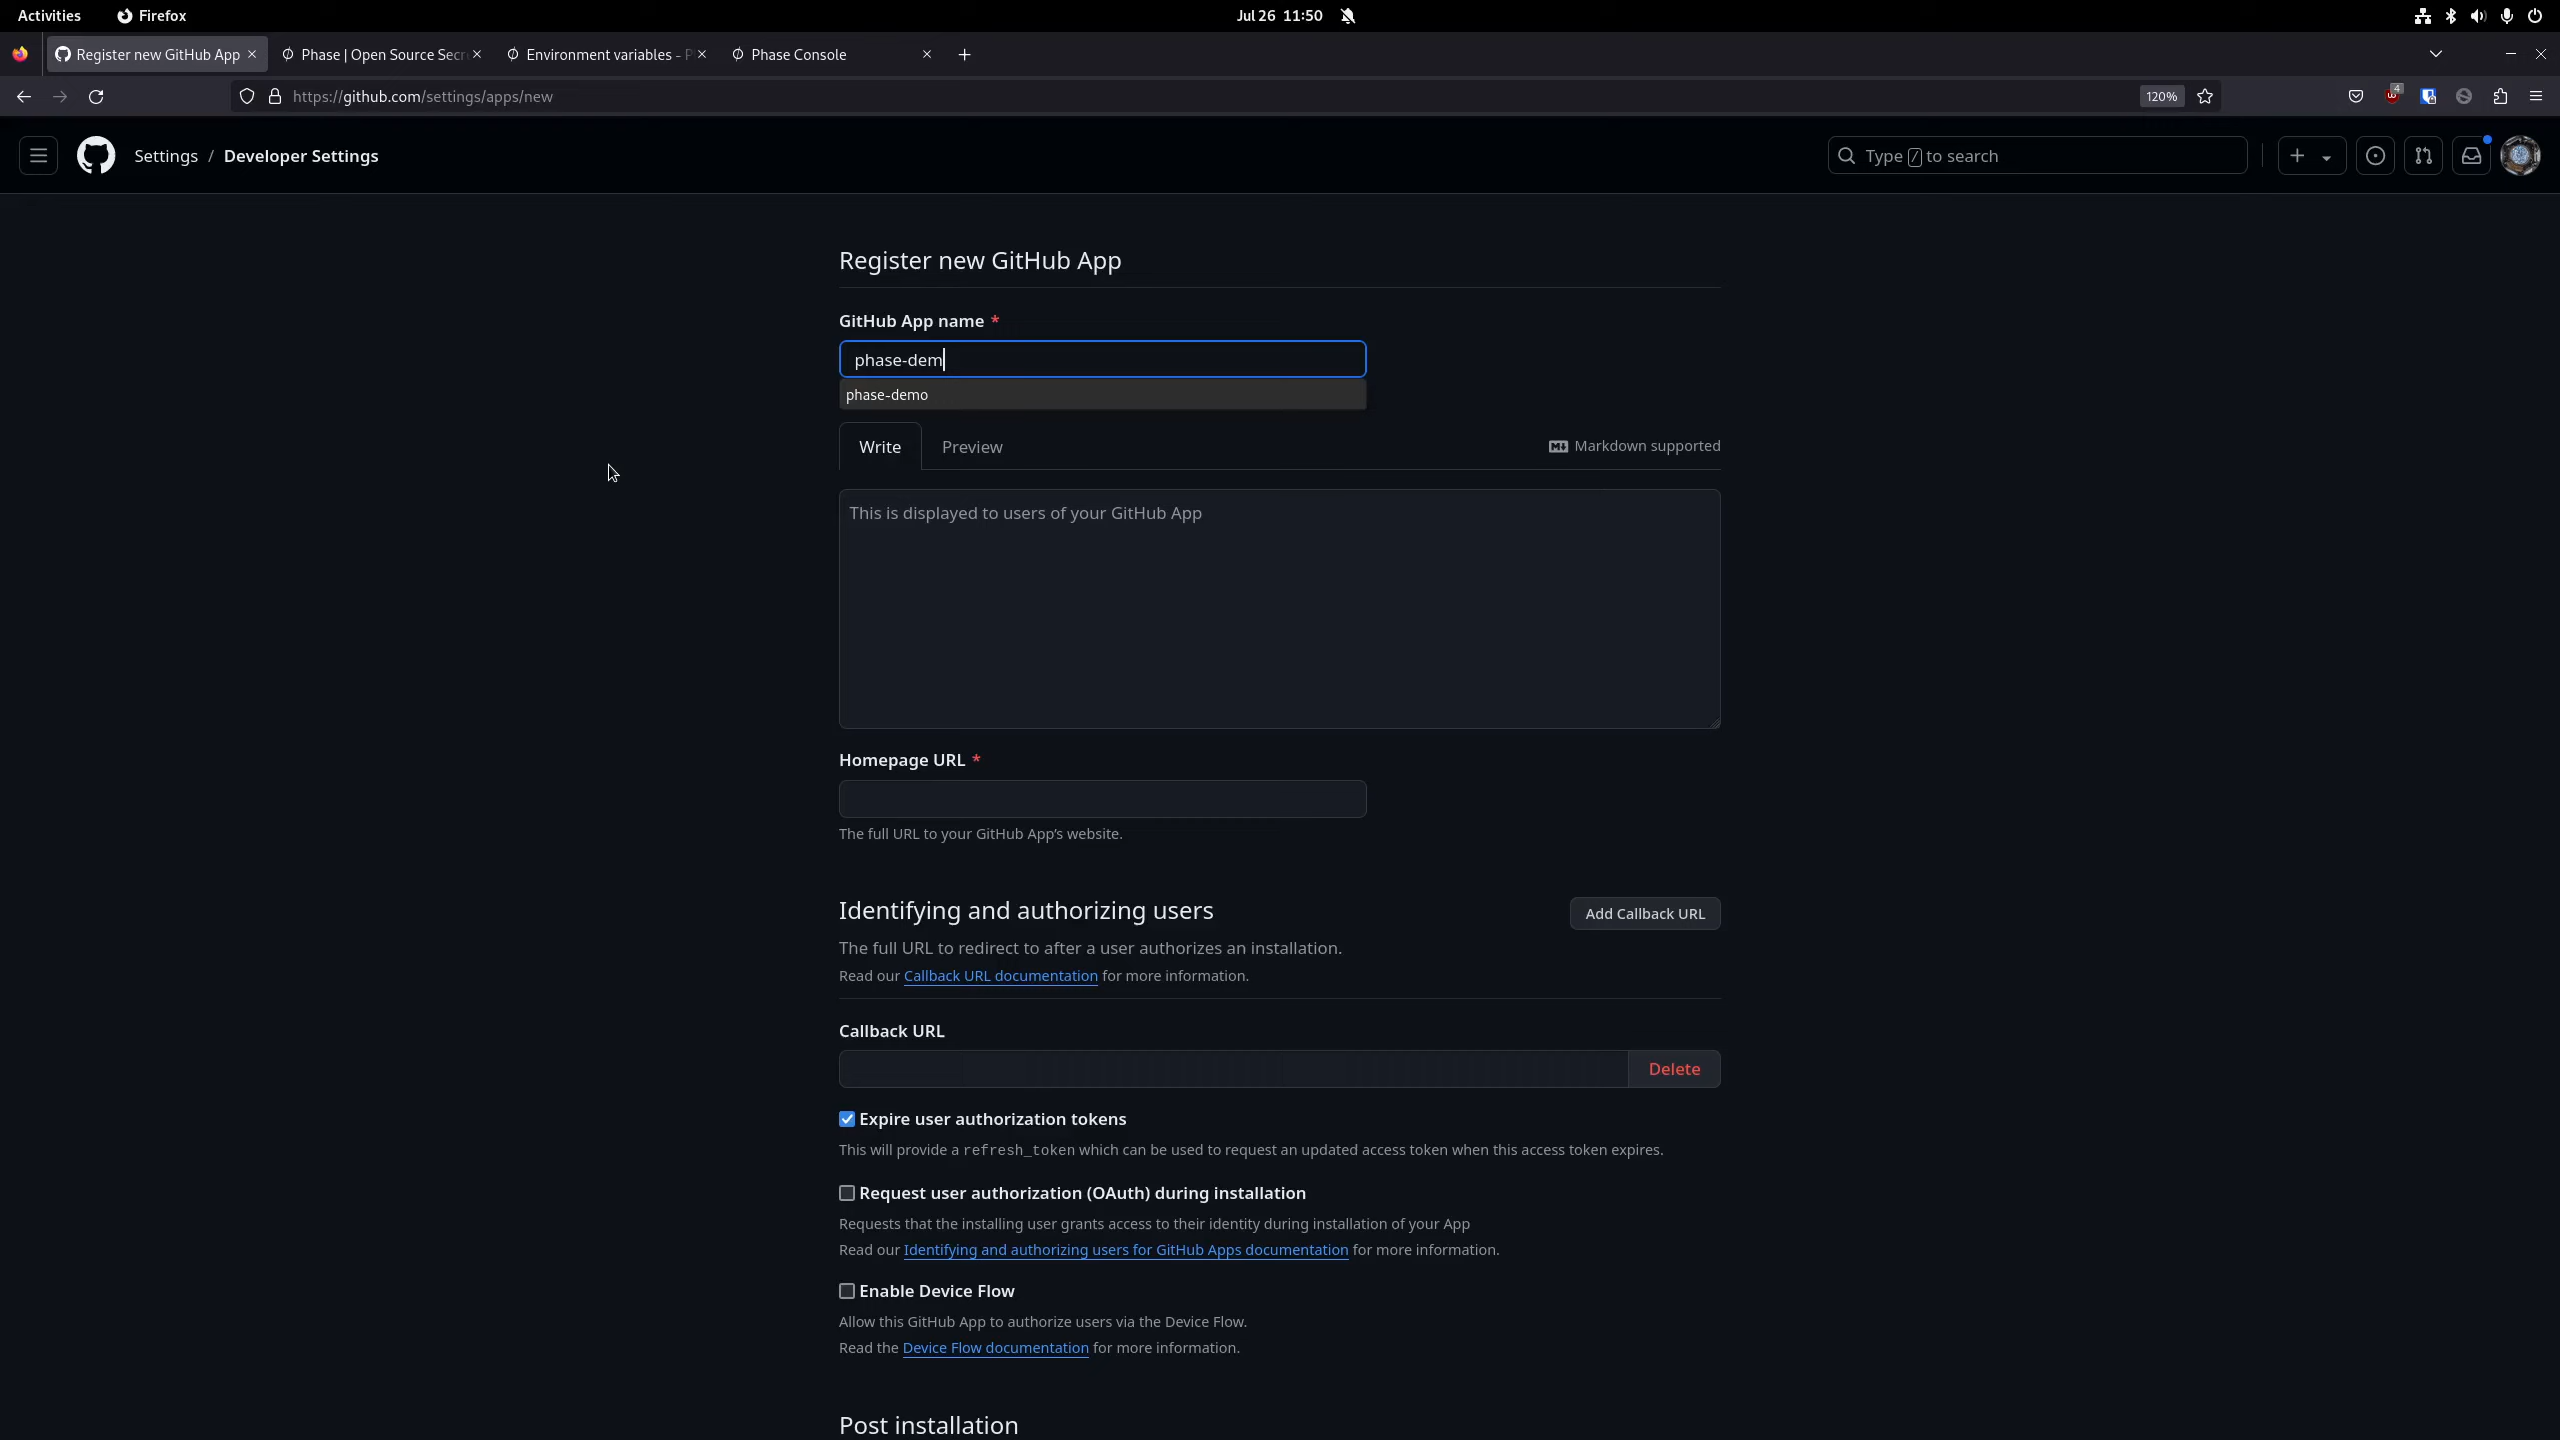 Activities
Firefox
Jul 26 11:50
Register new GitHub App
Phase | Open Source Secr
Environment variables - P
Phase Console
https://github.com/settings/apps/new
120%
4
Settings / Developer Settings
Type / to search
Register new GitHub App
GitHub App name *
phase-dem
phase-demo
Write
Preview
Markdown supported
This is displayed to users of your GitHub App
Homepage URL *
The full URL to your GitHub App’s website.
Identifying and authorizing users
Add Callback URL
The full URL to redirect to after a user authorizes an installation.
Read our Callback URL documentation for more information.
Callback URL
Delete
Expire user authorization tokens
This will provide a refresh_token which can be used to request an updated access token when this access token expires.
Request user authorization (OAuth) during installation
Requests that the installing user grants access to their identity during installation of your App
Read our Identifying and authorizing users for GitHub Apps documentation for more information.
Enable Device Flow
Allow this GitHub App to authorize users via the Device Flow.
Read the Device Flow documentation for more information.
Post installation